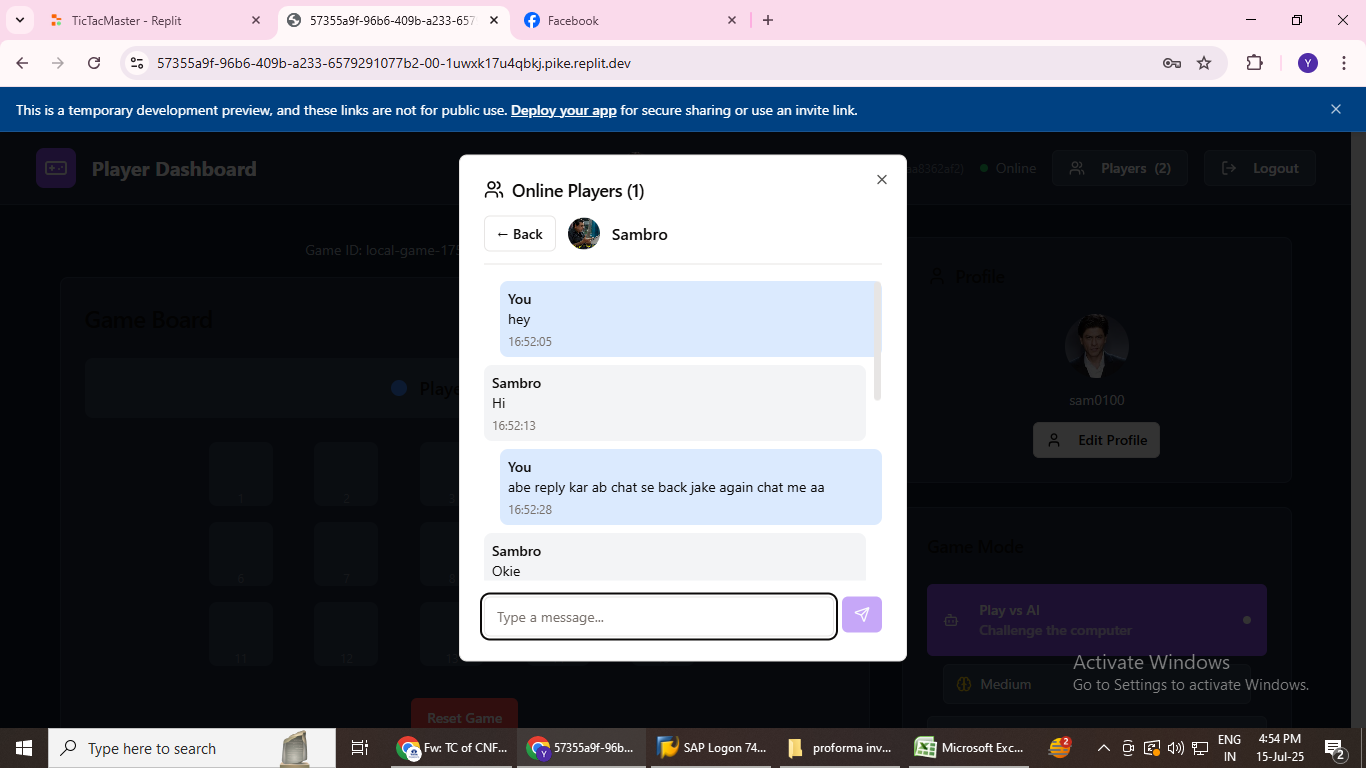 TicTacMaster - Replit
57355a9f-96b6-409b-a233-657
Facebook
57355a9f-96b6-409b-a233-6579291077b2-00-1uwxk17u4qbkj.pike.replit.dev
Y
This is a temporary development preview, and these links are not for public use. Deploy your app for secure sharing or use an invite link.
Player Dashboard
aa8362af2)
Online
Players (2)
Logout
Online Players (1)
← Back
Sambro
Game ID: local-game-175
Profile
Game Board
You
hey
16:52:05
Sambro
Hi
16:52:13
sam0100
Edit Profile
You
abe reply kar ab chat se back jake again chat me aa
16:52:28
Sambro
Okie
1
2
3
6
7
8
11
12
13
Game Mode
Play vs AI
Challenge the computer
Medium
Type a message...
Activate Windows
Go to Settings to activate Windows.
Reset Game
Type here to search
Fw: TC of CNF...
57355a9f-96b...
SAP Logon 74...
proforma inv...
Microsoft Exc...
2
ENG
IN
4:54 PM
15-Jul-25
2